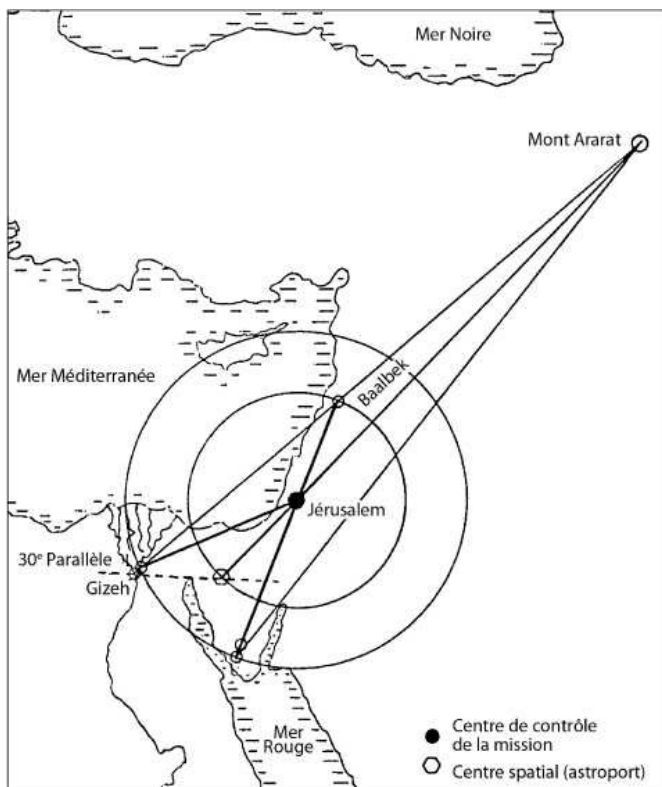 Mer Noire
Mont Ararat
Mer Méditerranée
Baalbek
Jérusalem
30e Parallèle
Gizeh
Mer
Rouge
Centre de contrôle
de la mission
Centre spatial (astroport)